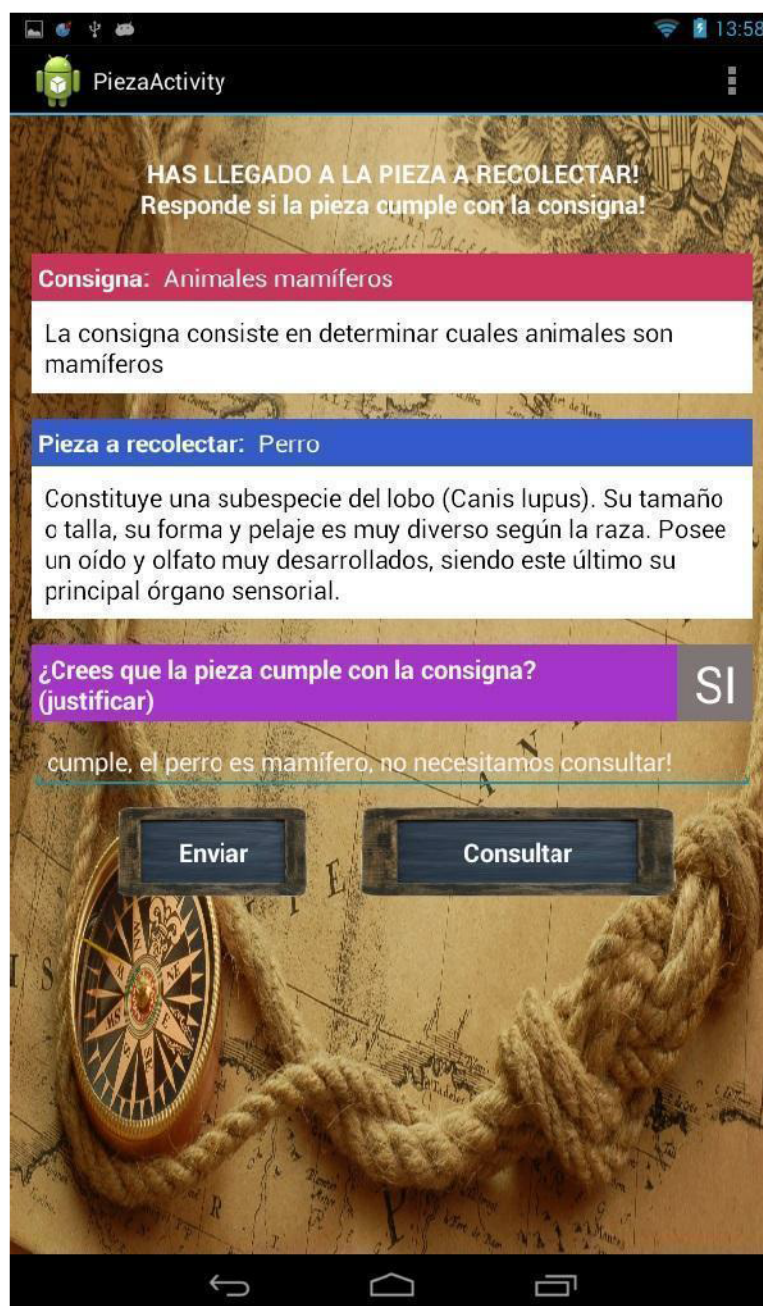 13:58
PiezaActivity
HAS LLEGADO A LA PIEZA A RECOLECTAR!
Responde si la pieza cumple con la consigna!
Consigna: Animales mamíferos
La consigna consiste en determinar cuales animales son
mamíferos
Pieza a recolectar: Perro
Constituye una subespecie del lobo (Canis lupus). Su tamaño
o talla, su forma y pelaje es muy diverso según la raza. Posee
un oído y olfato muy desarrollados, siendo este último su
principal órgano sensorial.
¿Crees que la pieza cumple con la consigna?
(justificar)
SI
cumple, el perro es mamífero, no necesitamos consultar!
Enviar
Consultar
NW
NE